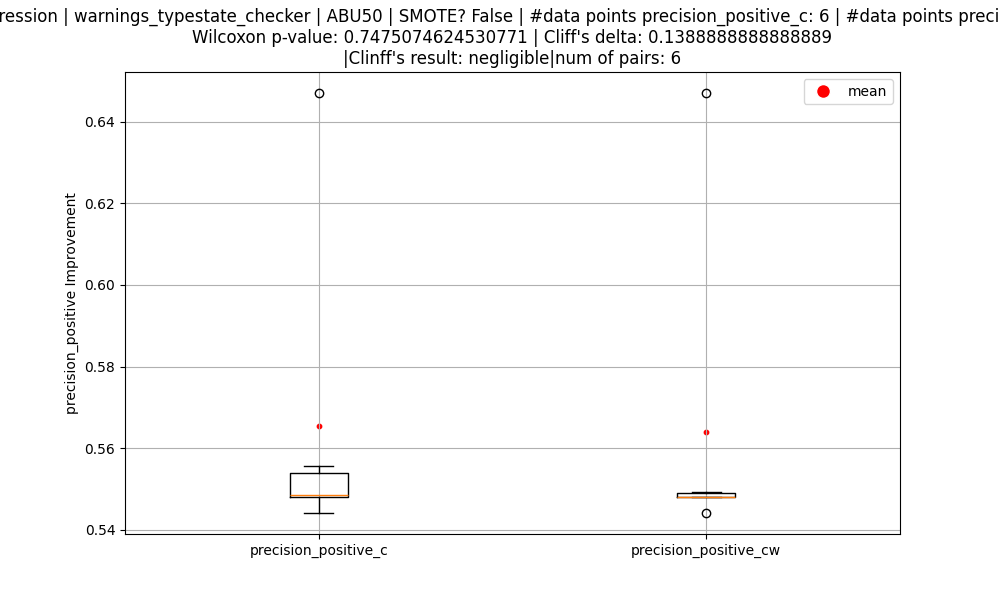 | warnings_typestate_checker | ABU50 | SMOTE? False | #data points precision_positive_c: 6 | #data points
Wilcoxon p-value: 0.7475074624530771 | Cliff's delta: 0.1388888888888889
|Clinff's result: negligible|num of pairs: 6
mean
0.64
0.62
0.60
0.58
0.56
0.54
precision_positive Improvement
precision_positive_c
precision_positive_cw